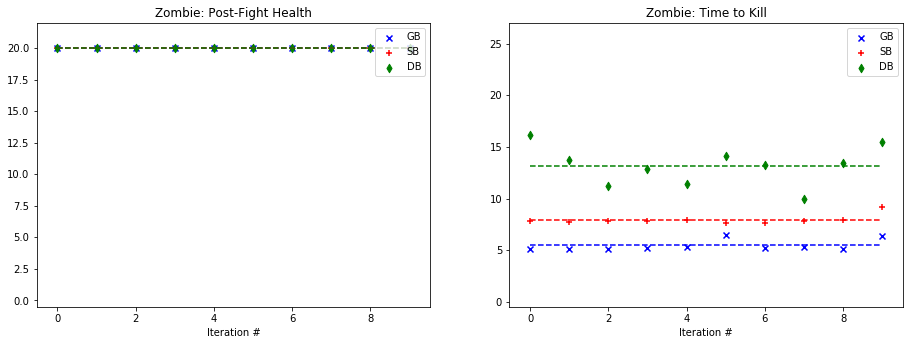 Zombie: Post-Fight Health
20.0
17.5
15.0
12.5
10.0
7.5
5.0
2.5
0.0
0 2 4 6 8
Iteration #
GB
SB
DB
Zombie: Time to Kill
25
20
15
10
5
0
0 2 4 6 8
Iteration #
GB
SB
DB